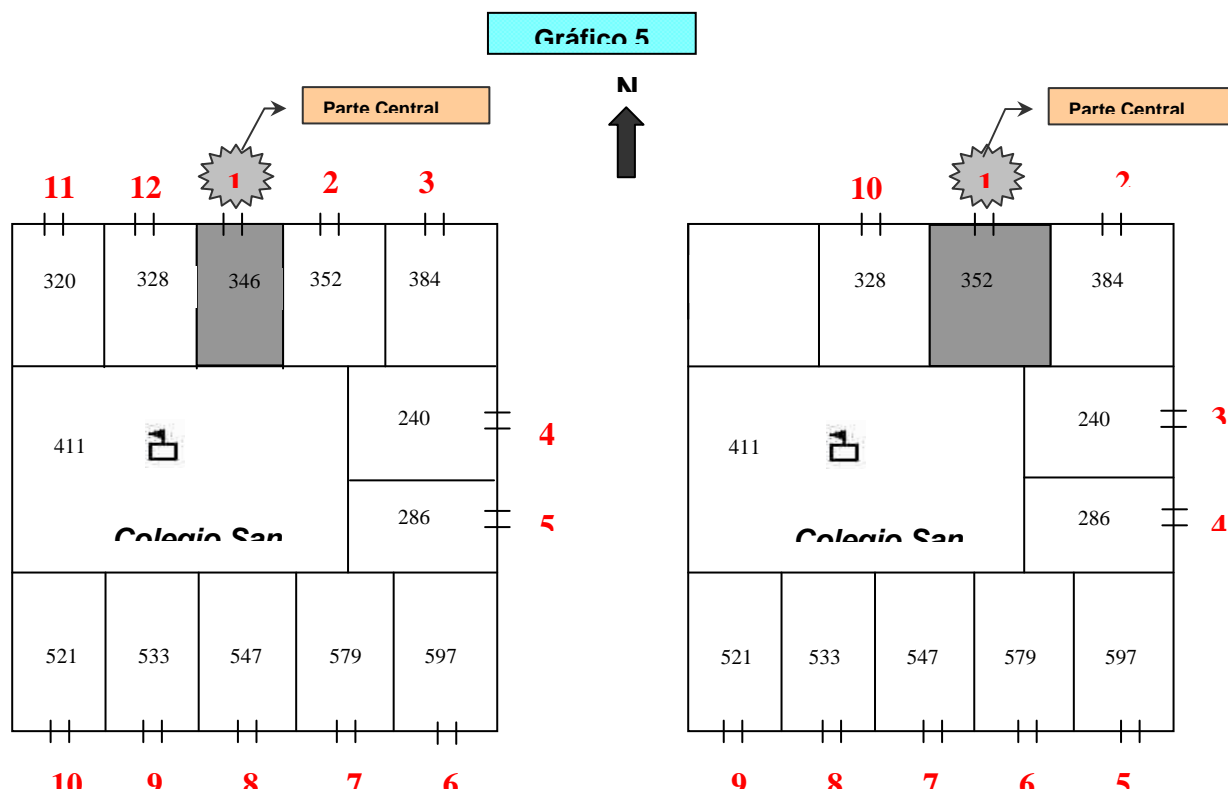 Gráfico 5
N
Parte Central
Parte Central
11 12 1 2 3
10 1 2
320 328 346 352 384
328 352 384
240
4
411
240
3
411
286
5
Colegio San
286
4
Colegio San
521 533 547 579 597
521 533 547 579 597
10 9 8 7 6
9 8 7 6 5